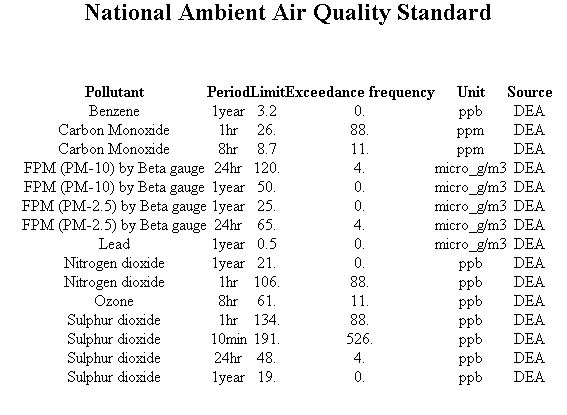 National Ambient Air Quality Standard
Pollutant Period Limit Exceedance frequency Unit Source
Benzene 1year 3.2 0. ppb DEA
Carbon Monoxide 1hr 26. 88. ppm DEA
Carbon Monoxide 8hr 8.7 11. ppm DEA
FPM (PM-10) by Beta gauge 24hr 120. 4. micro_g/m3 DEA
FPM (PM-10) by Beta gauge 1year 50. 0. micro_g/m3 DEA
FPM (PM-2.5) by Beta gauge 1year 25. 0. micro_g/m3 DEA
FPM (PM-2.5) by Beta gauge 24hr 65. 4. micro_g/m3 DEA
Lead 1year 0.5 0. micro_g/m3 DEA
Nitrogen dioxide 1year 21. 0. ppb DEA
Nitrogen dioxide 1hr 106. 88. ppb DEA
Ozone 8hr 61. 11. ppb DEA
Sulphur dioxide 1hr 134. 88. ppb DEA
Sulphur dioxide 10min 191. 526. ppb DEA
Sulphur dioxide 24hr 48. 4. ppb DEA
Sulphur dioxide 1year 19. 0. ppb DEA